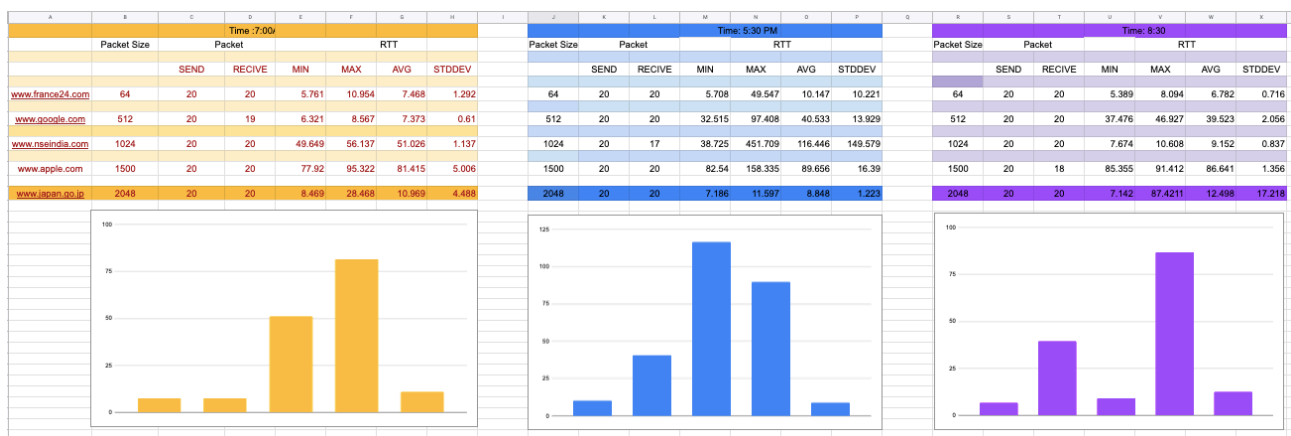 A B C D E F G H I J K L M N O P Q R S T U V W X
Time :7:00A Time: 5:30 PM Time: 8:30
Packet Size Packet RTT Packet Size Packet RTT Packet Size Packet RTT
SEND RECIVE MIN MAX AVG STDDEV SEND RECIVE MIN MAX AVG STDDEV SEND RECIVE MIN MAX AVG STDDEV
www.france24.com 64 20 20 5.761 10.954 7.468 1.292 64 20 20 5.708 49.547 10.147 10.221 64 20 20 5.389 8.094 6.782 0.716
www.google.com 512 20 19 6.321 8.567 7.373 0.61 512 20 20 32.515 97.408 40.533 13.929 512 20 20 37.476 46.927 39.523 2.056
www.nseindia.com 1024 20 20 49.649 56.137 51.026 1.137 1024 20 17 38.725 451.709 116.446 149.579 1024 20 20 7.674 10.608 9.152 0.837
www.apple.com 1500 20 20 77.92 95.322 81.415 5.006 1500 20 20 82.54 158.335 89.656 16.39 1500 20 18 85.355 91.412 86.641 1.356
www.japan.go.jp 2048 20 20 8.469 28.468 10.969 4.488 2048 20 20 7.186 11.597 8.848 1.223 2048 20 20 7.142 87.4211 12.498 17.218
100
75
50
25
0
125
100
75
50
25
0
100
75
50
25
0